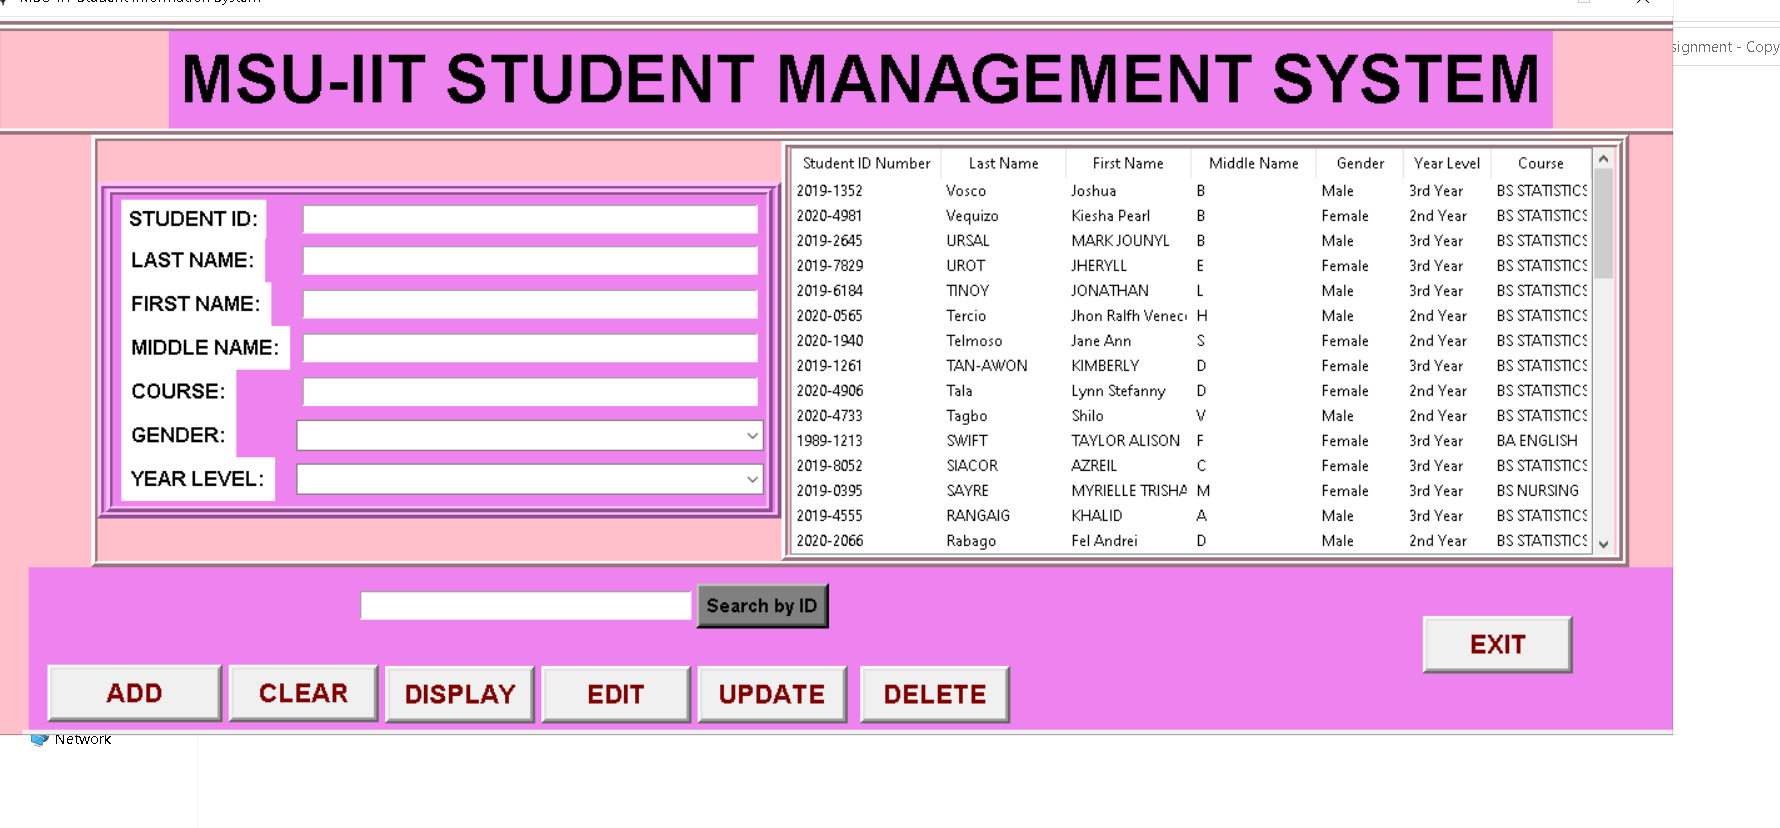 MSU-IIT Student Information System
signment - Copy
MSU-IIT STUDENT MANAGEMENT SYSTEM
STUDENT ID:
LAST NAME:
FIRST NAME:
MIDDLE NAME:
COURSE:
GENDER:
YEAR LEVEL:
Student ID Number Last Name First Name Middle Name Gender Year Level Course
2019-1352 Vosco Joshua B Male 3rd Year BS STATISTICS
2020-4981 Vequizo Kiesha Pearl B Female 2nd Year BS STATISTICS
2019-2645 URSAL MARK JOUNYL B Male 3rd Year BS STATISTICS
2019-7829 UROT JHERYLL E Female 3rd Year BS STATISTICS
2019-6184 TINOY JONATHAN L Male 3rd Year BS STATISTICS
2020-0565 Tercio Jhon Ralfh Venec H Male 2nd Year BS STATISTICS
2020-1940 Telmoso Jane Ann S Female 2nd Year BS STATISTICS
2019-1261 TAN-AWON KIMBERLY D Female 3rd Year BS STATISTICS
2020-4906 Tala Lynn Stefanny D Female 2nd Year BS STATISTICS
2020-4733 Tagbo Shilo V Male 2nd Year BS STATISTICS
1989-1213 SWIFT TAYLOR ALISON F Female 3rd Year BA ENGLISH
2019-8052 SIACOR AZREIL C Female 3rd Year BS STATISTICS
2019-0395 SAYRE MYRIELLE TRISHA M Female 3rd Year BS NURSING
2019-4555 RANGAIG KHALID A Male 3rd Year BS STATISTICS
2020-2066 Rabago Fel Andrei D Male 2nd Year BS STATISTICS
Search by ID
EXIT
ADD CLEAR DISPLAY EDIT UPDATE DELETE
Network